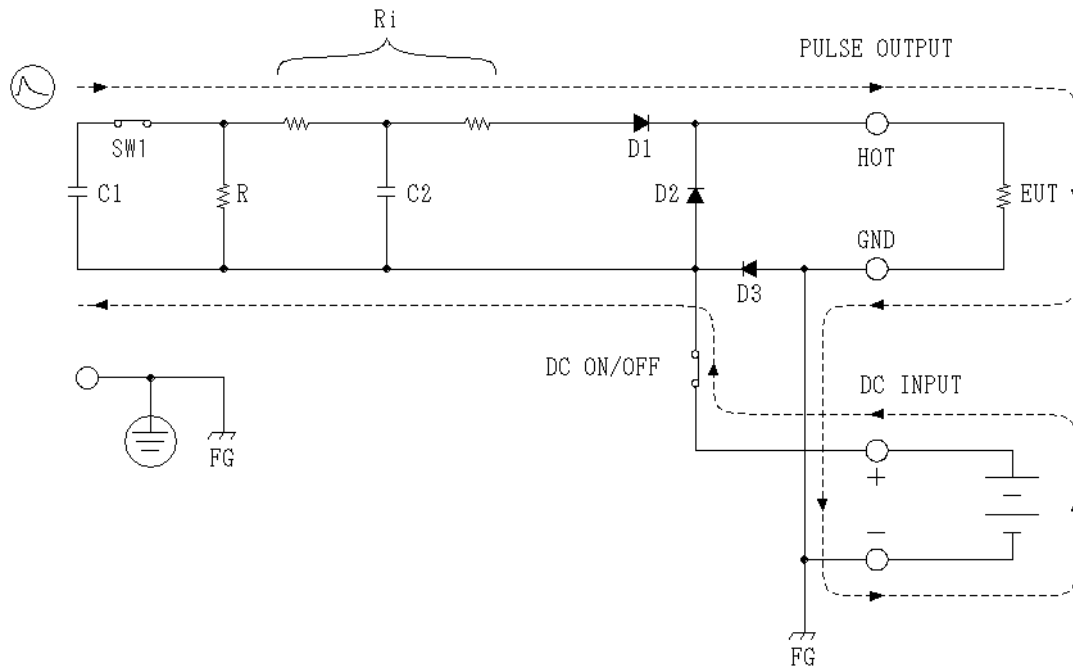 Ri
PULSE OUTPUT
SW1
D1
HOT
C1
R
C2
D2
EUT
GND
D3
DC ON/OFF
DC INPUT
FG
+
−
FG